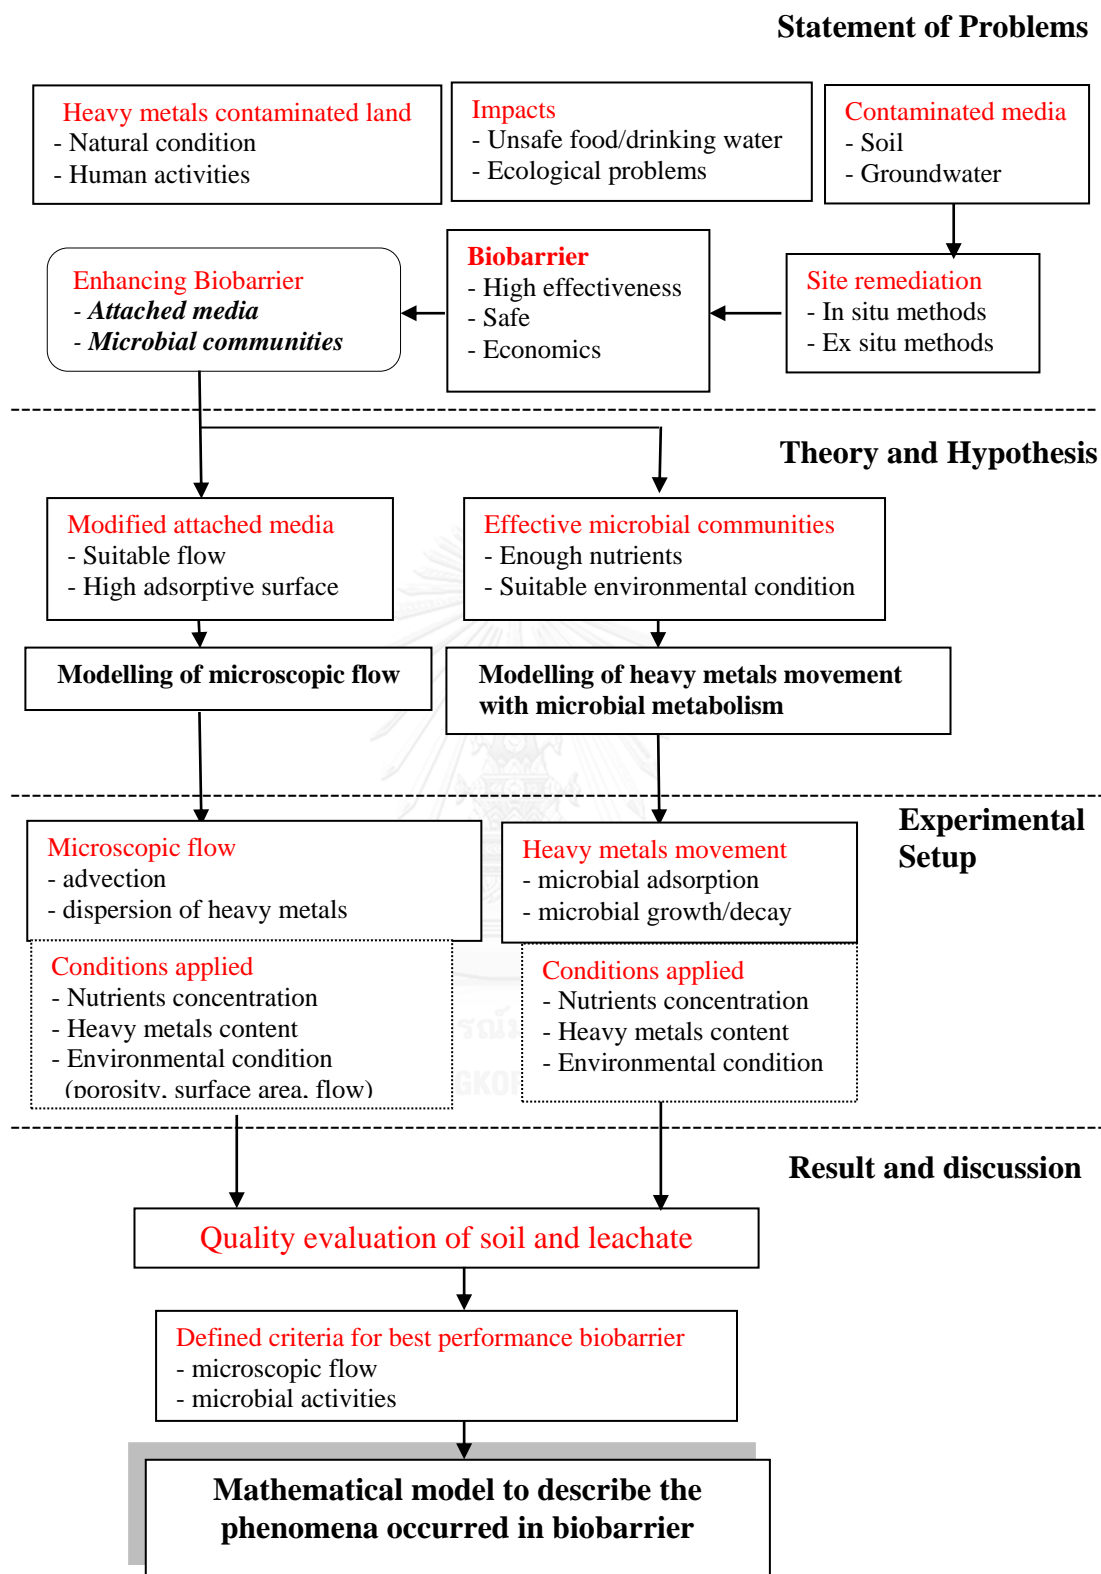 Statement of Problems
Heavy metals contaminated land
- Natural condition
- Human activities
Impacts
- Unsafe food/drinking water
- Ecological problems
Contaminated media
- Soil
- Groundwater
Enhancing Biobarrier
- Attached media
- Microbial communities
Biobarrier
- High effectiveness
- Safe
- Economics
Site remediation
- In situ methods
- Ex situ methods
Theory and Hypothesis
Modified attached media
- Suitable flow
- High adsorptive surface
Effective microbial communities
- Enough nutrients
- Suitable environmental condition
Modelling of microscopic flow
Modelling of heavy metals movement
with microbial metabolism
Experimental
Setup
Microscopic flow
- advection
- dispersion of heavy metals
Heavy metals movement
- microbial adsorption
- microbial growth/decay
Conditions applied
- Nutrients concentration
- Heavy metals content
- Environmental condition
(porosity, surface area, flow)
Conditions applied
- Nutrients concentration
- Heavy metals content
- Environmental condition
Result and discussion
Quality evaluation of soil and leachate
Defined criteria for best performance biobarrier
- microscopic flow
- microbial activities
Mathematical model to describe the
phenomena occurred in biobarrier